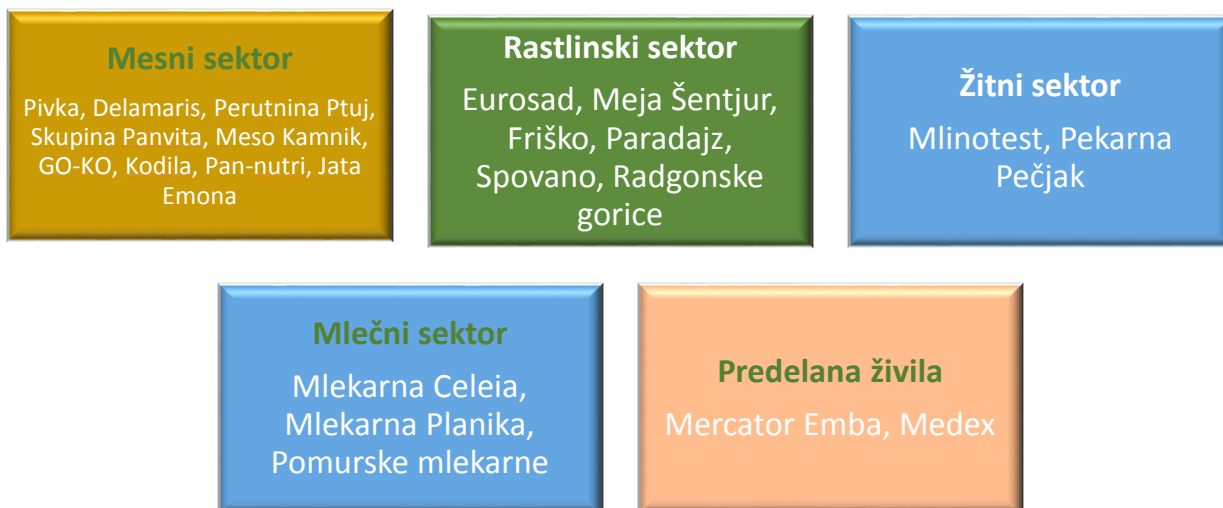 Mesni sektor
Pivka, Delamaris, Perutnina Ptuj,
Skupina Panvita, Meso Kamnik,
GO-KO, Kodila, Pan-nutri, Jata
Emona
Rastlinski sektor
Eurosad, Meja Šentjur,
Friško, Paradajz,
Spovano, Radgonske
gorice
Žitni sektor
Mlinotest, Pekarna
Pečjak
Mlečni sektor
Mlekarna Celeia,
Mlekarna Planika,
Pomurske mlekarne
Predelana živila
Mercator Emba, Medex